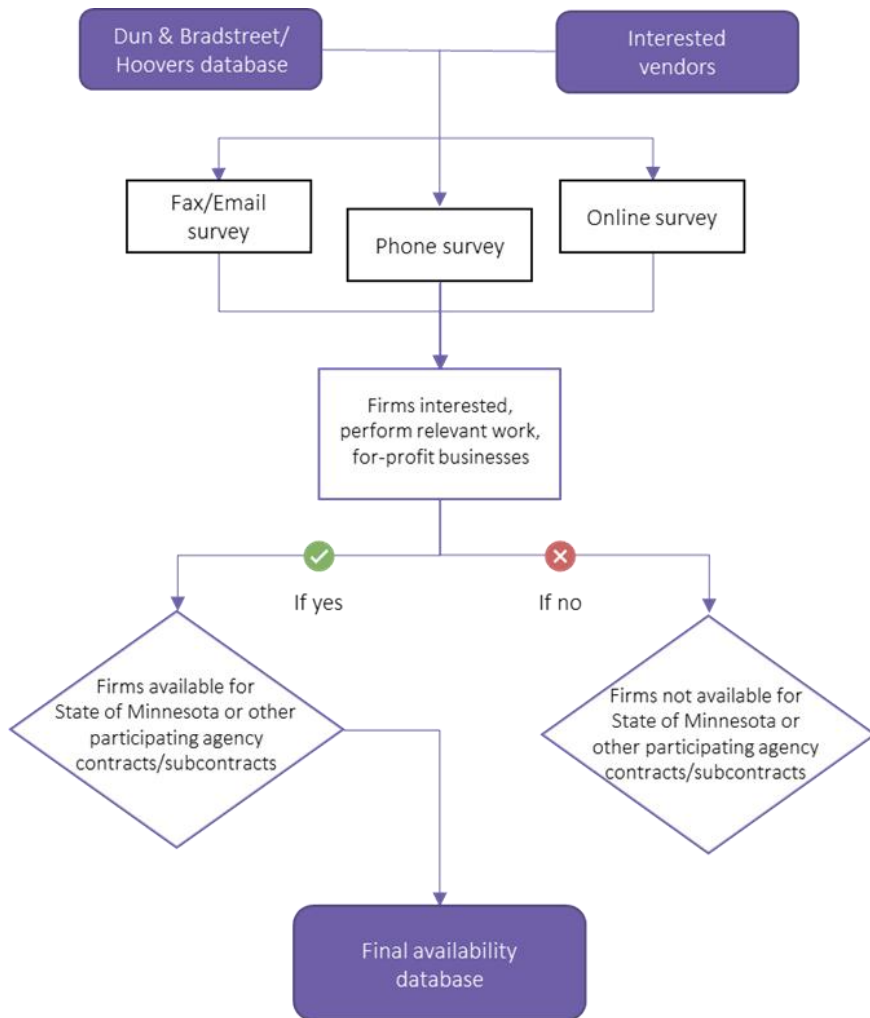 Dun & Bradstreet/
Hoovers database
Interested
vendors
Fax/Email
survey
Phone survey
Online survey
Firms interested,
perform relevant work,
for-profit businesses
If yes
If no
Firms available for
State of Minnesota or other
participating agency
contracts/subcontracts
Firms not available for
State of Minnesota or
other participating agency
contracts/subcontracts
Final availability
database